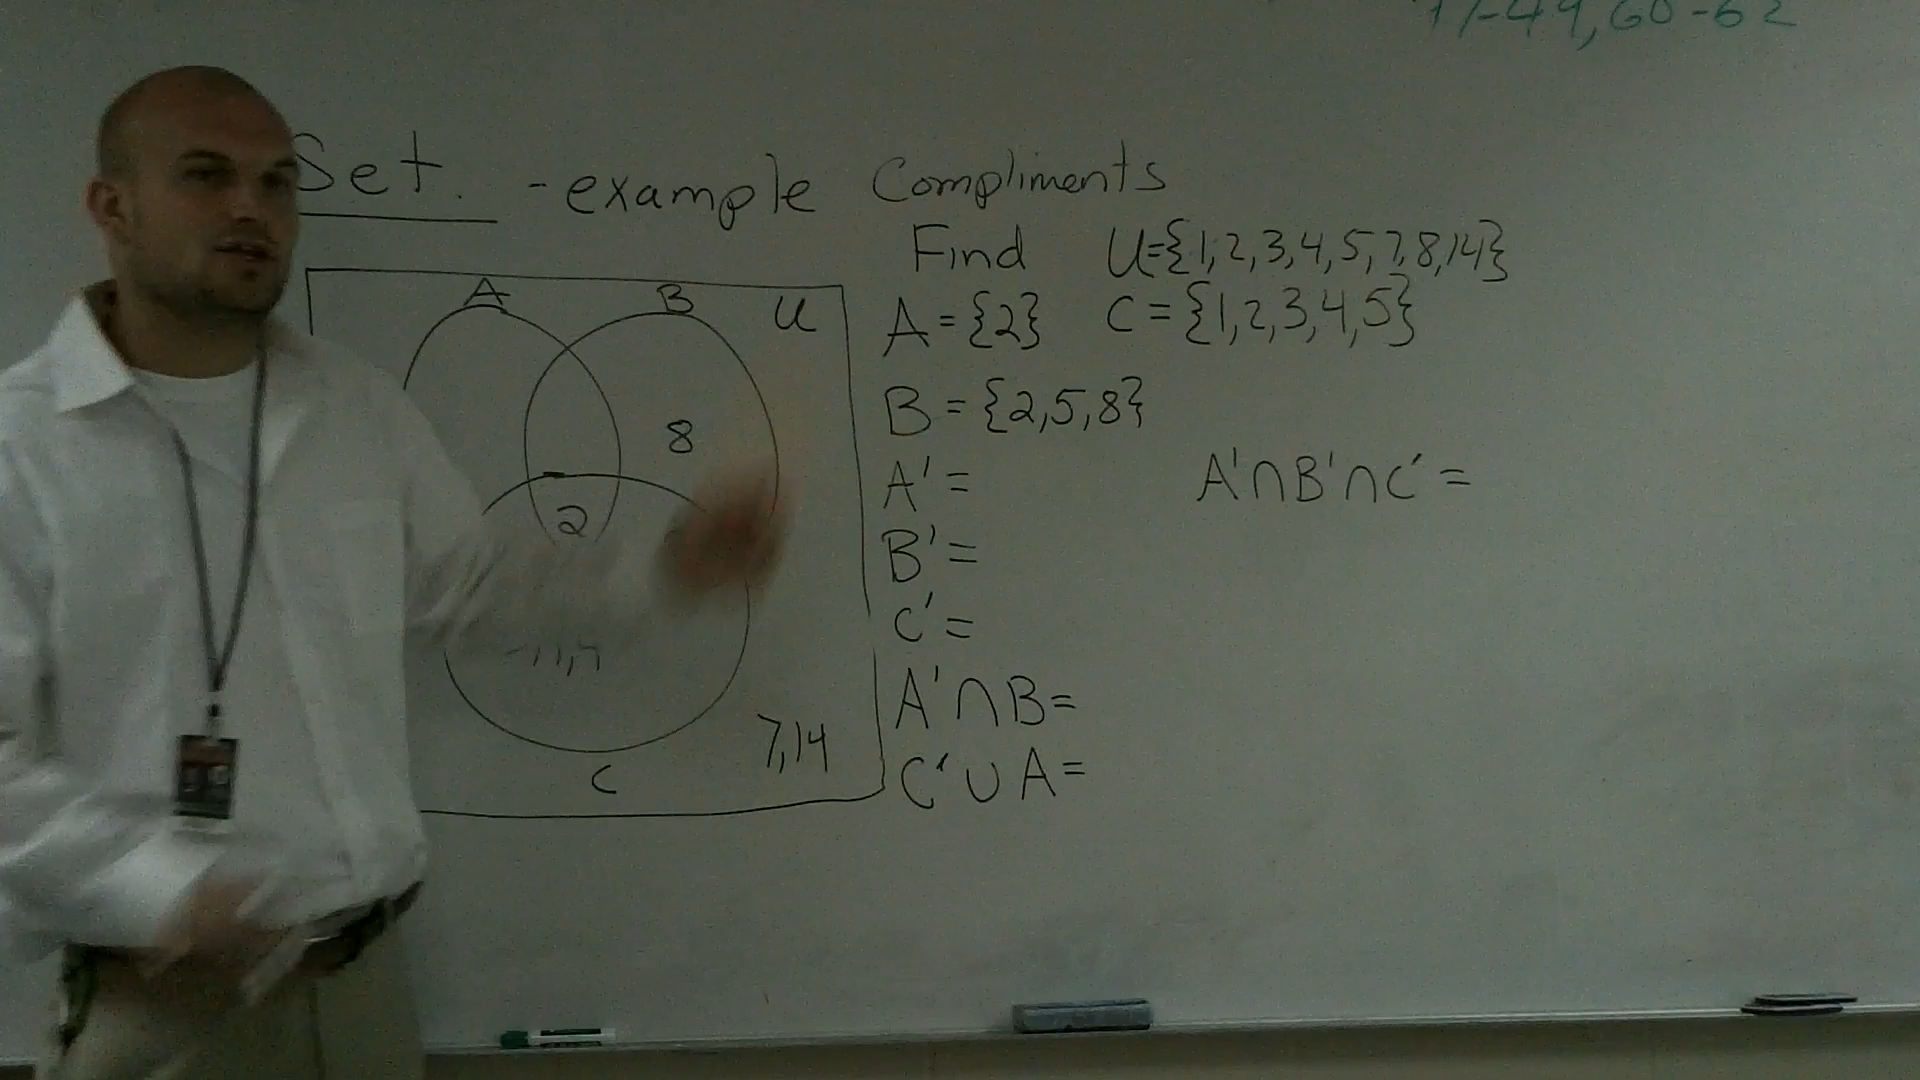 Set. - example Compliments
Find U={1,2,3,4,5,7,8,14}
A={2} C={1,2,3,4,5}
B={2,5,8}
A'= A'∩B'∩C'=
B'=
C'=
A'∩B=
C'∪A=
A B U
8
2
7,14
C